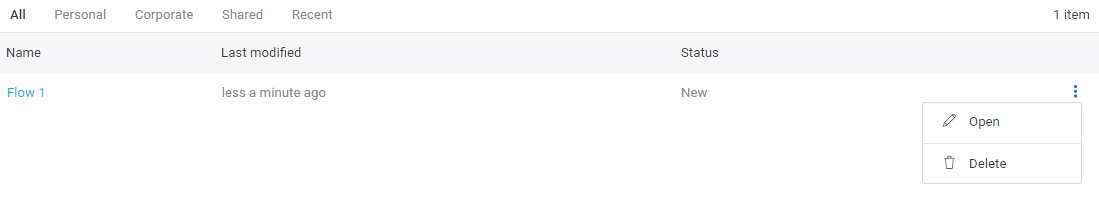 All Personal Corporate Shared Recent 1 item
Name Last modified Status
Flow 1 less a minute ago New
Open
Delete